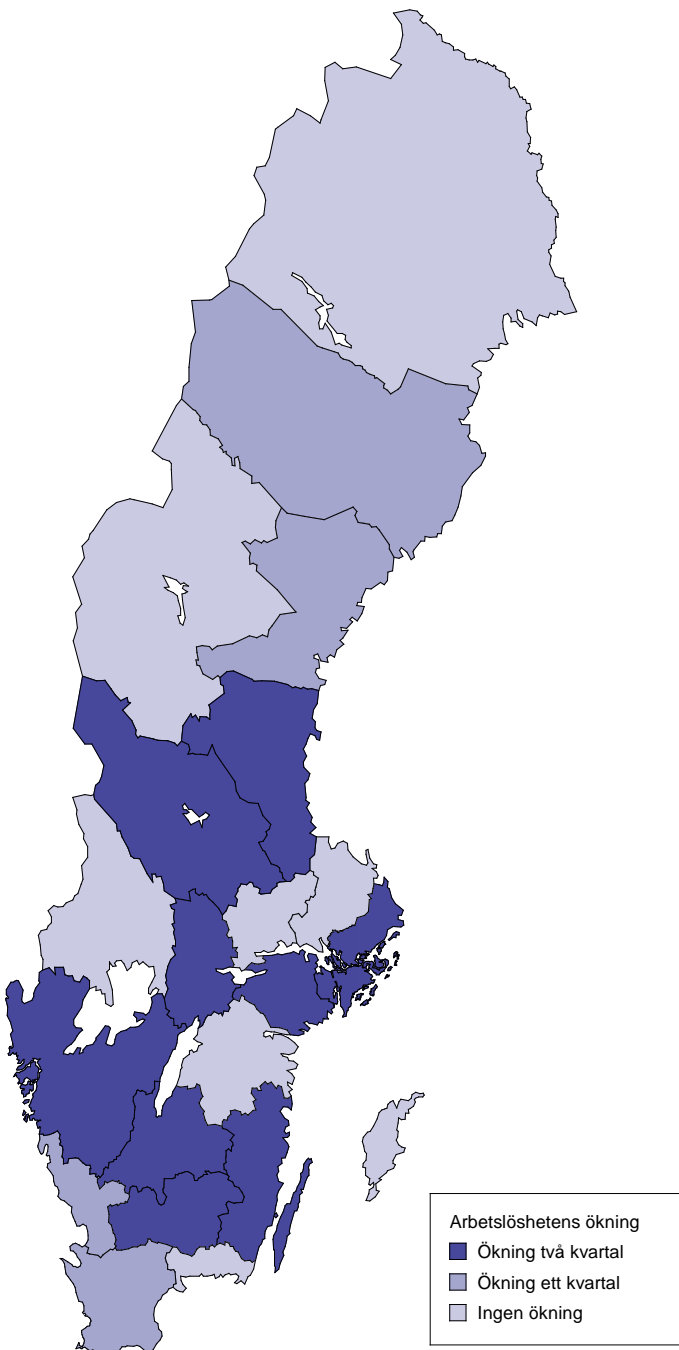 Arbetslöshetens ökning
Ökning två kvartal
Ökning ett kvartal
Ingen ökning